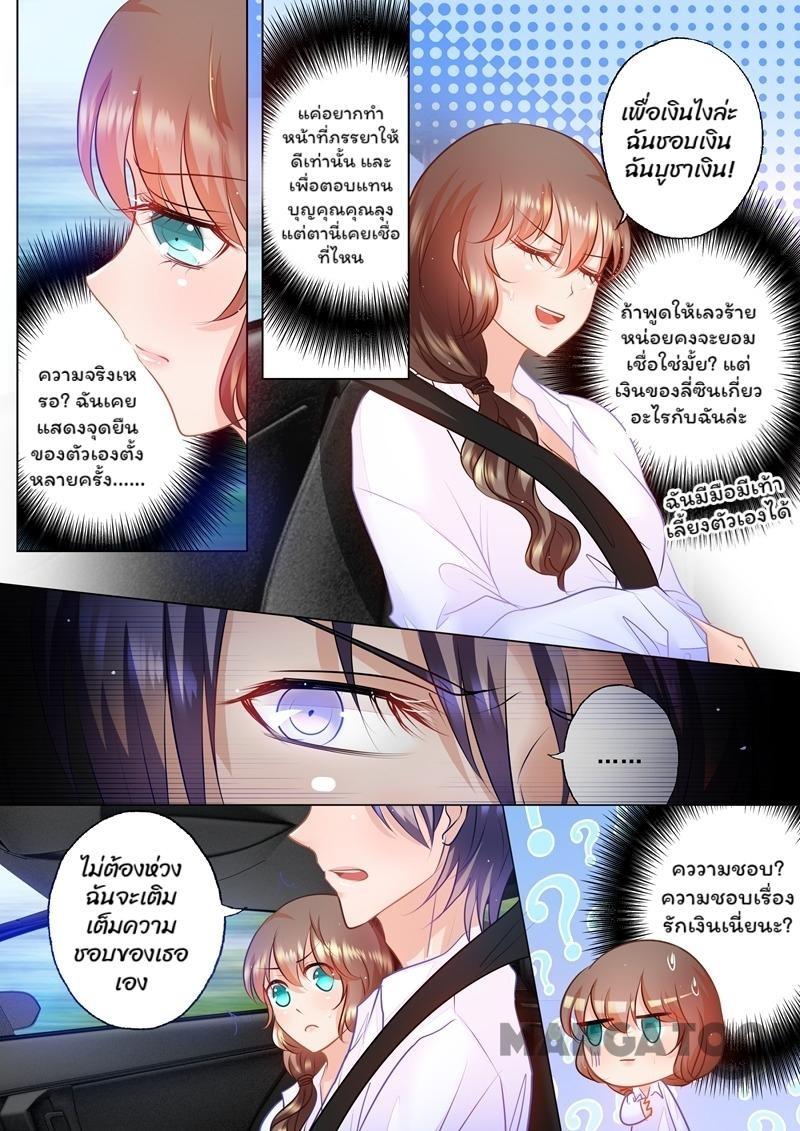 ความจริงเห
รอ? ฉันเคย
แสดงจุดยืน
ของตัวเองตั้ง
หลายครั้ง......
แค่อยากทำ
หน้าที่ภรรยาให้
ดีเท่านั้น และ
เพื่อตอบแทน
บุญคุณคุณลุง
แต่ตานี่เคยเชื่อ
ที่ไหน
เพื่อเงินไงล่ะ
ฉันชอบเงิน
ฉันบูชาเงิน!
ถ้าพูดให้เลวร้าย
หน่อยคงจะยอม
เชื่อใช่มั้ย? แต่
เงินของลี่ซินเกี่ยว
อะไรกับฉันล่ะ
ฉันมีมือมีเท้า
เลี้ยงตัวเองได้
......
ไม่ต้องห่วง
ฉันจะเติม
เต็มความ
ชอบของเธอ
เอง
คววามชอบ?
ความชอบเรื่อง
รักเงินเนี่ยนะ?
MANGATOON